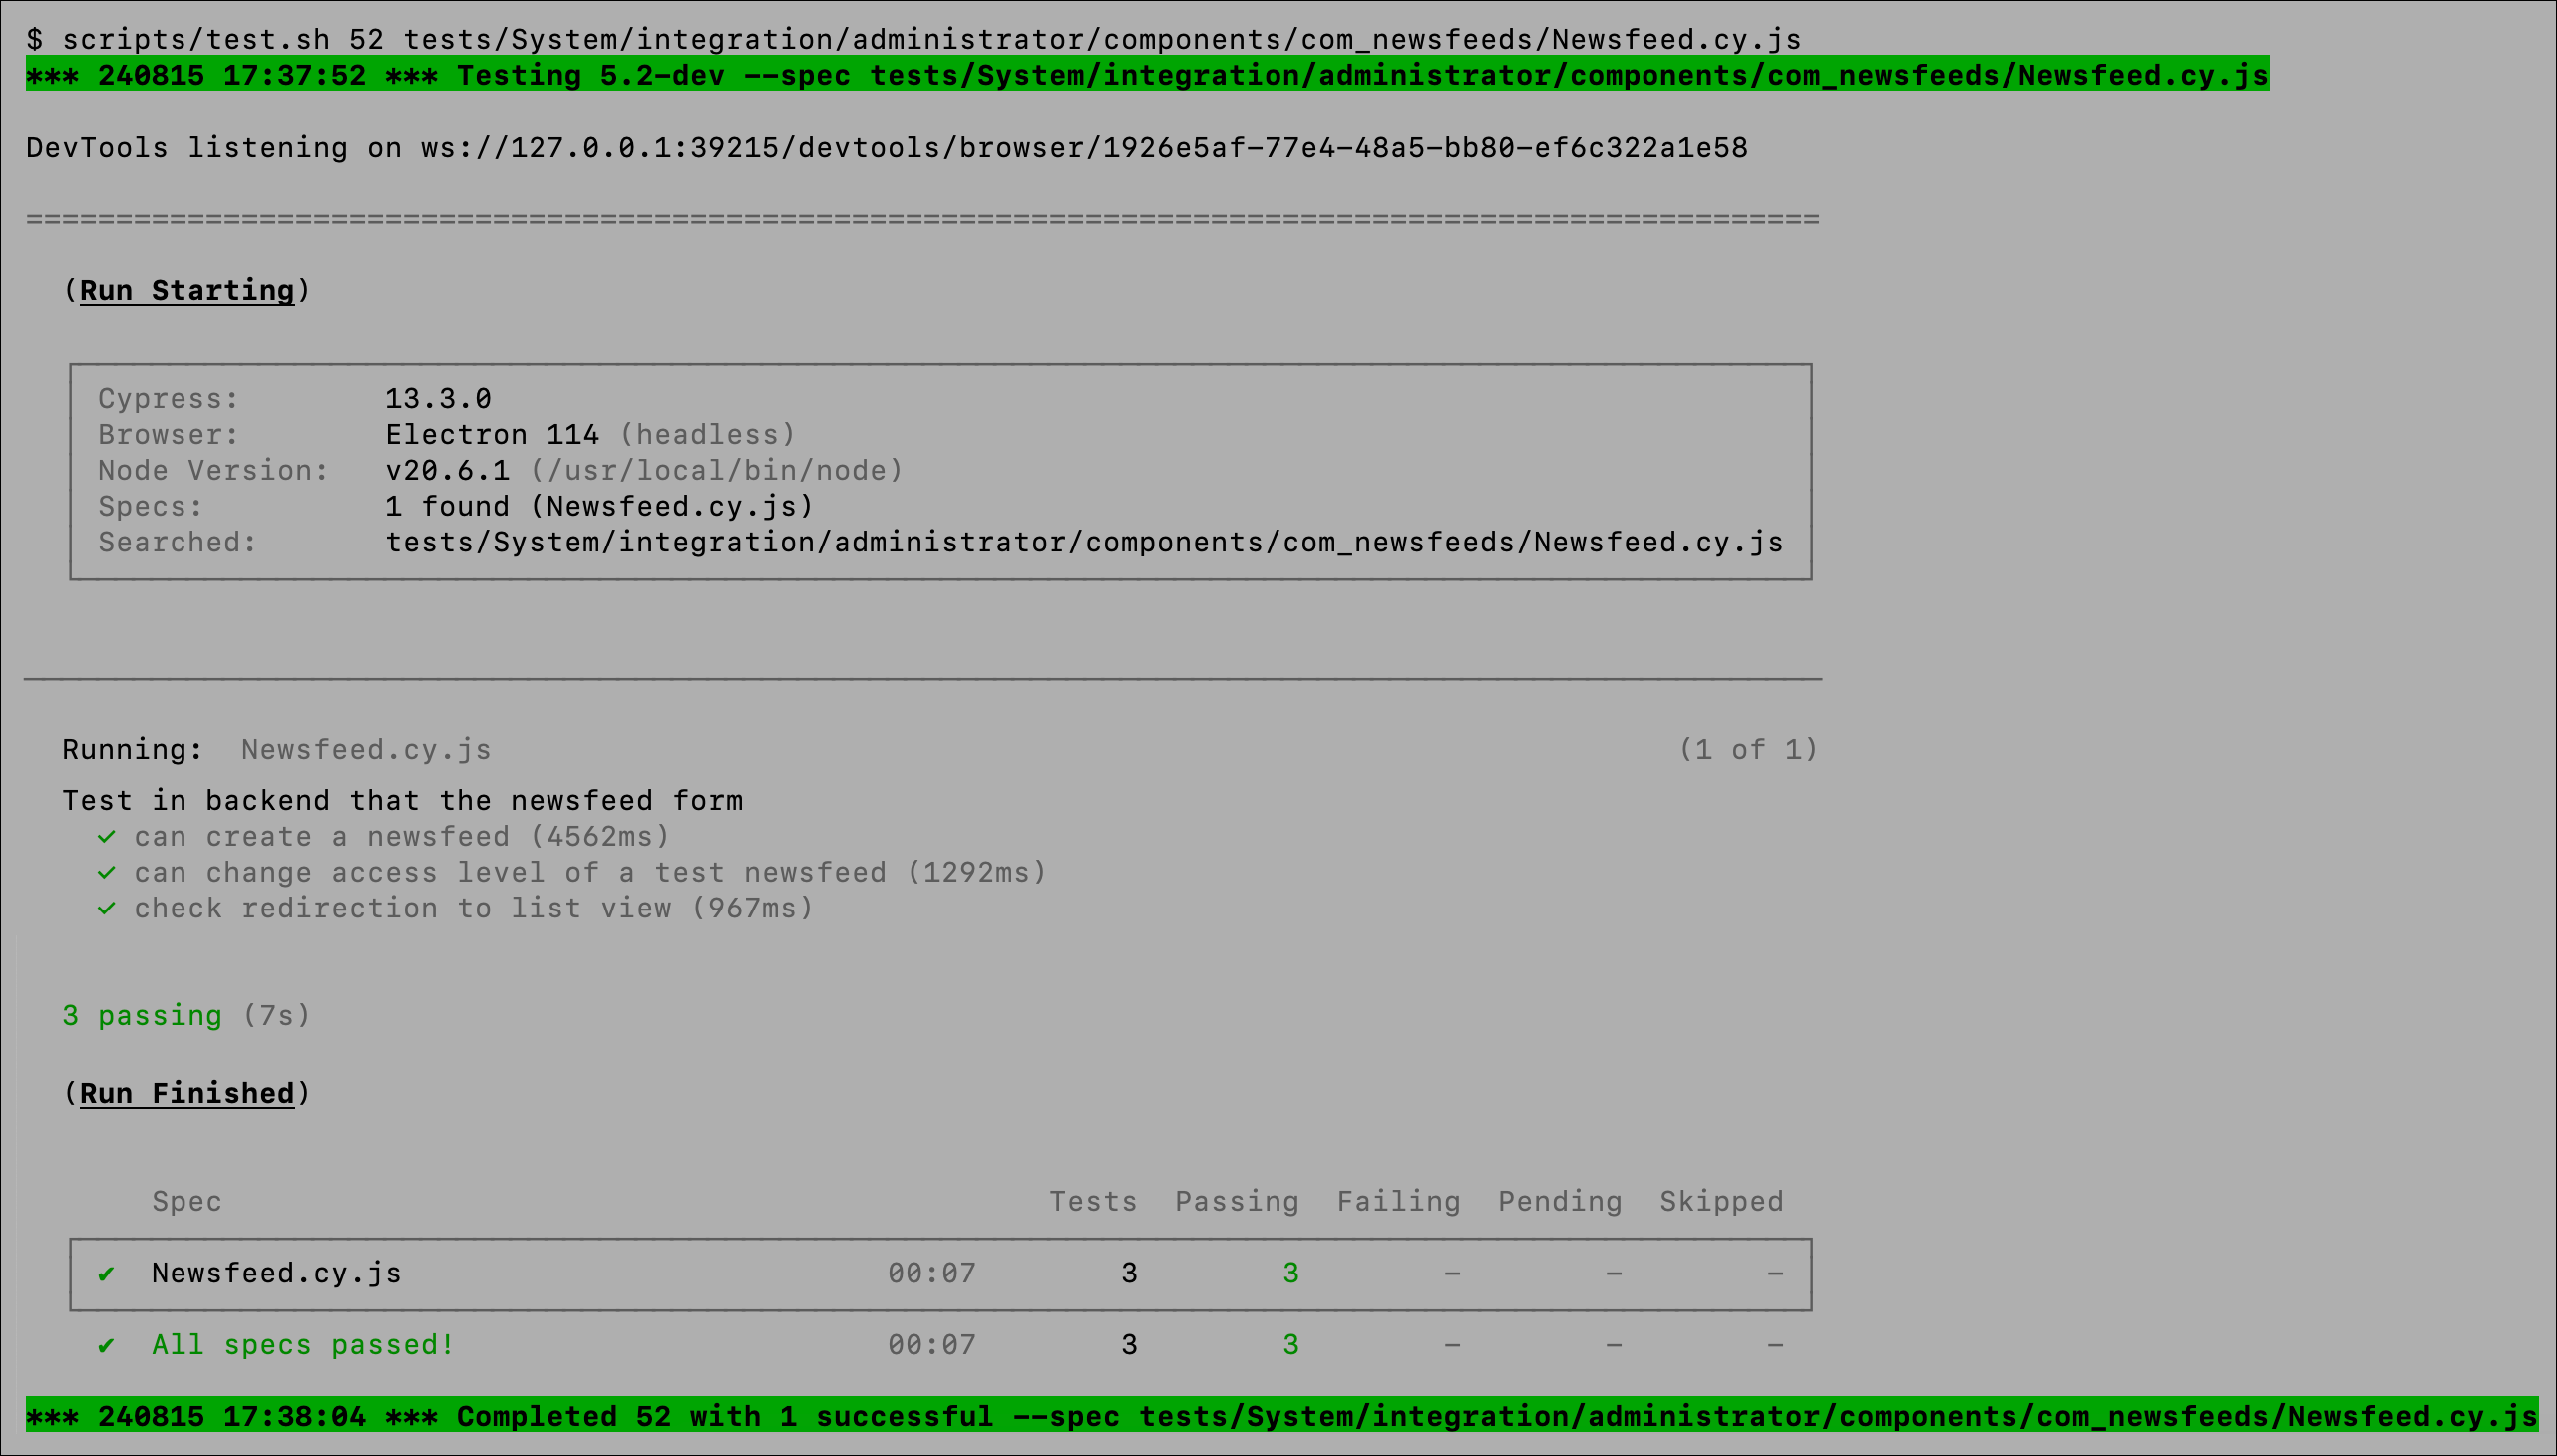 $ scripts/test.sh 52 tests/System/integration/administrator/components/com_newsfeeds/Newsfeed.cy.js
*** 240815 17:37:52 *** Testing 5.2-dev --spec tests/System/integration/administrator/components/com_newsfeeds/Newsfeed.cy.js
DevTools listening on ws://127.0.0.1:39215/devtools/browser/1926e5af-77e4-48a5-bb80-ef6c322a1e58
====================================================================================================
(Run Starting)
Cypress: 13.3.0
Browser: Electron 114 (headless)
Node Version: v20.6.1 (/usr/local/bin/node)
Specs: 1 found (Newsfeed.cy.js)
Searched: tests/System/integration/administrator/components/com_newsfeeds/Newsfeed.cy.js
Running: Newsfeed.cy.js (1 of 1)
Test in backend that the newsfeed form
✓ can create a newsfeed (4562ms)
✓ can change access level of a test newsfeed (1292ms)
✓ check redirection to list view (967ms)
3 passing (7s)
(Run Finished)
Spec Tests Passing Failing Pending Skipped
✔ Newsfeed.cy.js 00:07 3 3 - - -
✔ All specs passed! 00:07 3 3 - - -
*** 240815 17:38:04 *** Completed 52 with 1 successful --spec tests/System/integration/administrator/components/com_newsfeeds/Newsfeed.cy.js